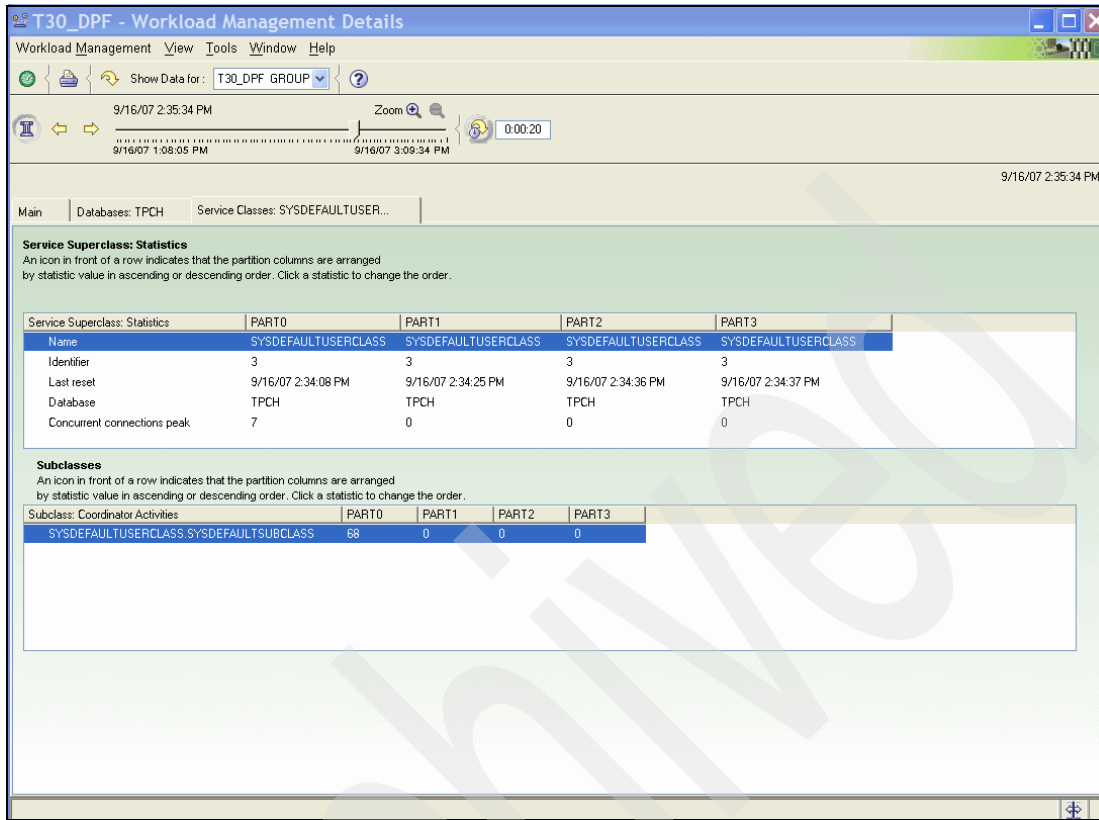 T30_DPF - Workload Management Details
Workload Management View Tools Window Help
Show Data for: T30_DPF GROUP
9/16/07 2:35:34 PM Zoom
0:00:20
9/16/07 1:08:05 PM 9/16/07 3:09:34 PM
9/16/07 2:35:34 PM
Main Databases: TPCH Service Classes: SYSDEFAULTUSER...
Service Superclass: Statistics
An icon in front of a row indicates that the partition columns are arranged
by statistic value in ascending or descending order. Click a statistic to change the order.
Service Superclass: Statistics PART0 PART1 PART2 PART3
Name SYSDEFAULTUSERCLASS SYSDEFAULTUSERCLASS SYSDEFAULTUSERCLASS SYSDEFAULTUSERCLASS
Identifier 3 3 3 3
Last reset 9/16/07 2:34:08 PM 9/16/07 2:34:25 PM 9/16/07 2:34:36 PM 9/16/07 2:34:37 PM
Database TPCH TPCH TPCH TPCH
Concurrent connections peak 7 0 0 0
Subclasses
An icon in front of a row indicates that the partition columns are arranged
by statistic value in ascending or descending order. Click a statistic to change the order.
Subclass: Coordinator Activities PART0 PART1 PART2 PART3
SYSDEFAULTUSERCLASS.SYSDEFAULTSUBCLASS 68 0 0 0
hived